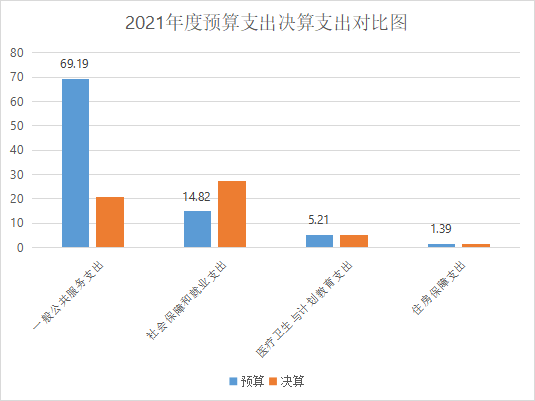 2021年度预算支出决算支出对比图
80
70
60
50
40
30
20
10
0
69.19
14.82
5.21
1.39
一般公共服务支出
社会保障和就业支出
医疗卫生与计划教育支出
住房保障支出
预算 决算